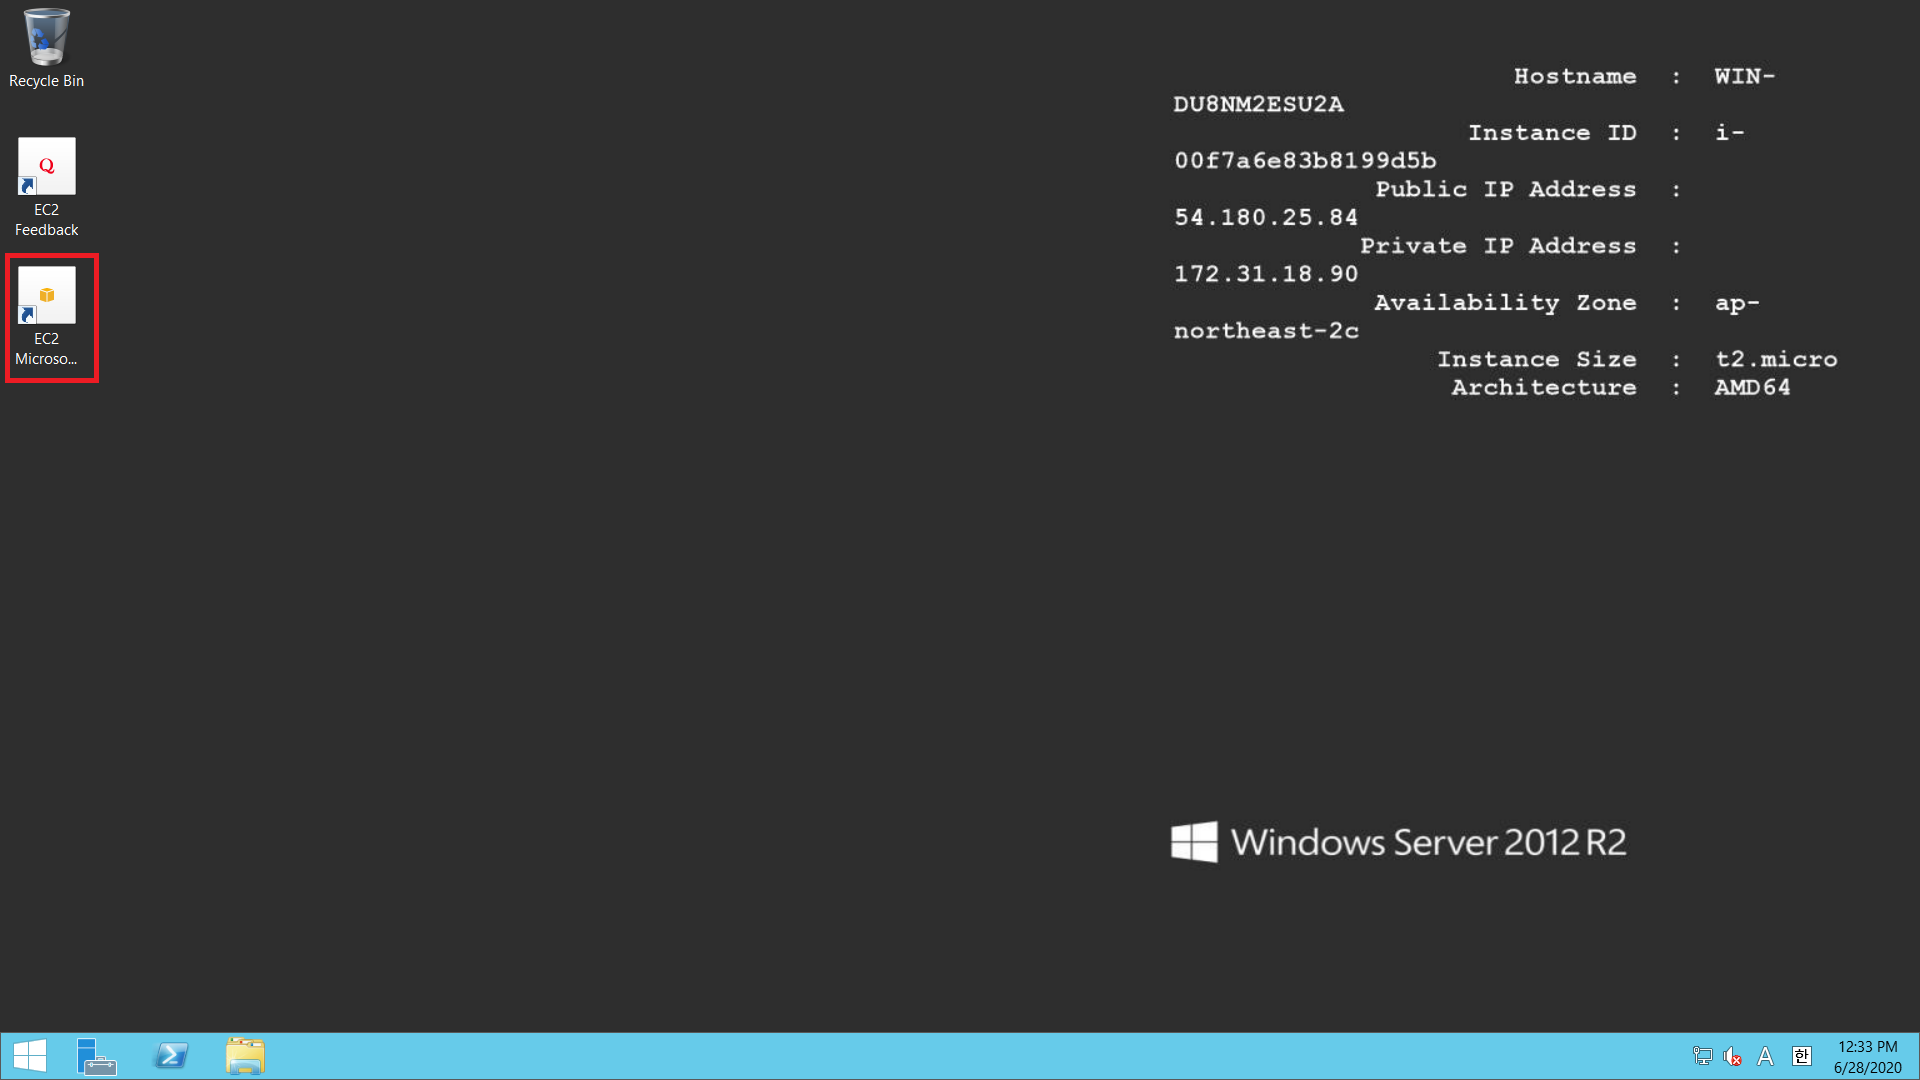 Recycle Bin
EC2
Feedback
EC2
Microso...
Hostname : WIN-
DU8NM2ESU2A
Instance ID : i-
00f7a6e83b8199d5b
Public IP Address :
54.180.25.84
Private IP Address :
172.31.18.90
Availability Zone : ap-
northeast-2c
Instance Size : t2.micro
Architecture : AMD64
Windows Server 2012 R2
A 한 12:33 PM
6/28/2020